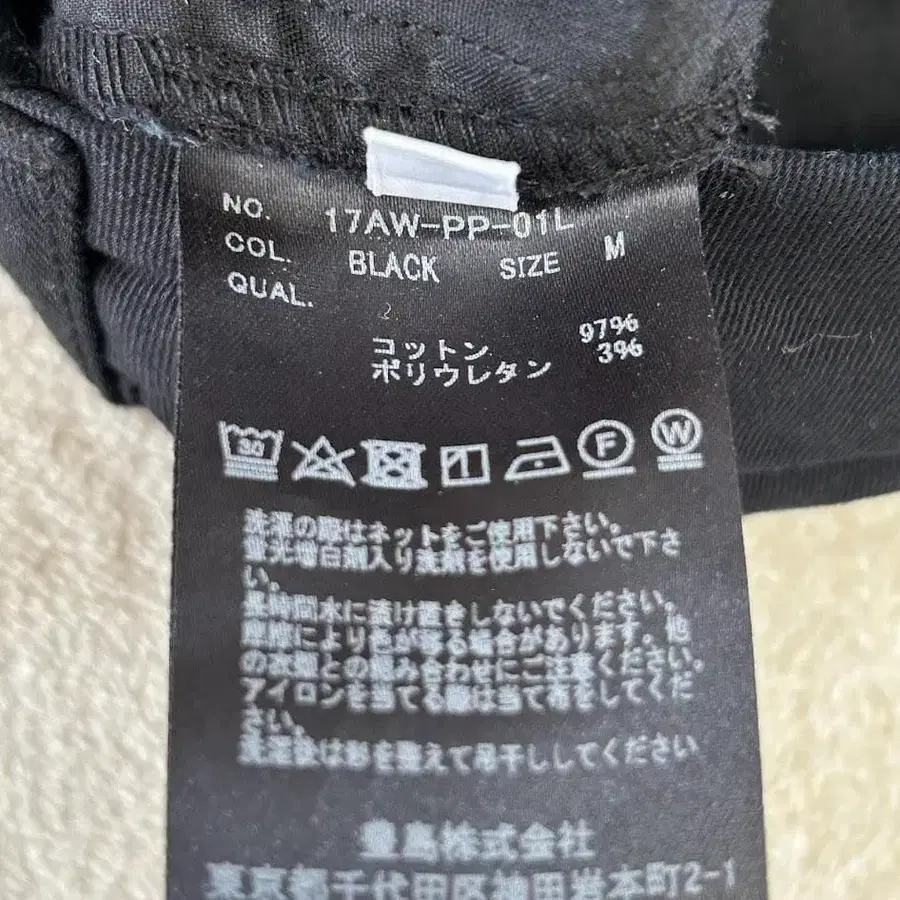 NO. 17AW-PP-01L
COL. BLACK SIZE M
QUAL.
コットン 97%
ポリウレタン 3%
30
F
W
洗濯の際はネットをご使用下さい。
蛍光増白剤入り洗剤を使用しないで下さ
い。
長時間水に漬け置きしないでください。
摩擦により色が移る場合があります。他
の衣類との組み合わせにご注意ください。
アイロンを当てる際は当て布をしてくだ
さい。
洗濯後は形を整えて吊干ししてください
豊島株式会社
東京都千代田区神田岩本町2-1